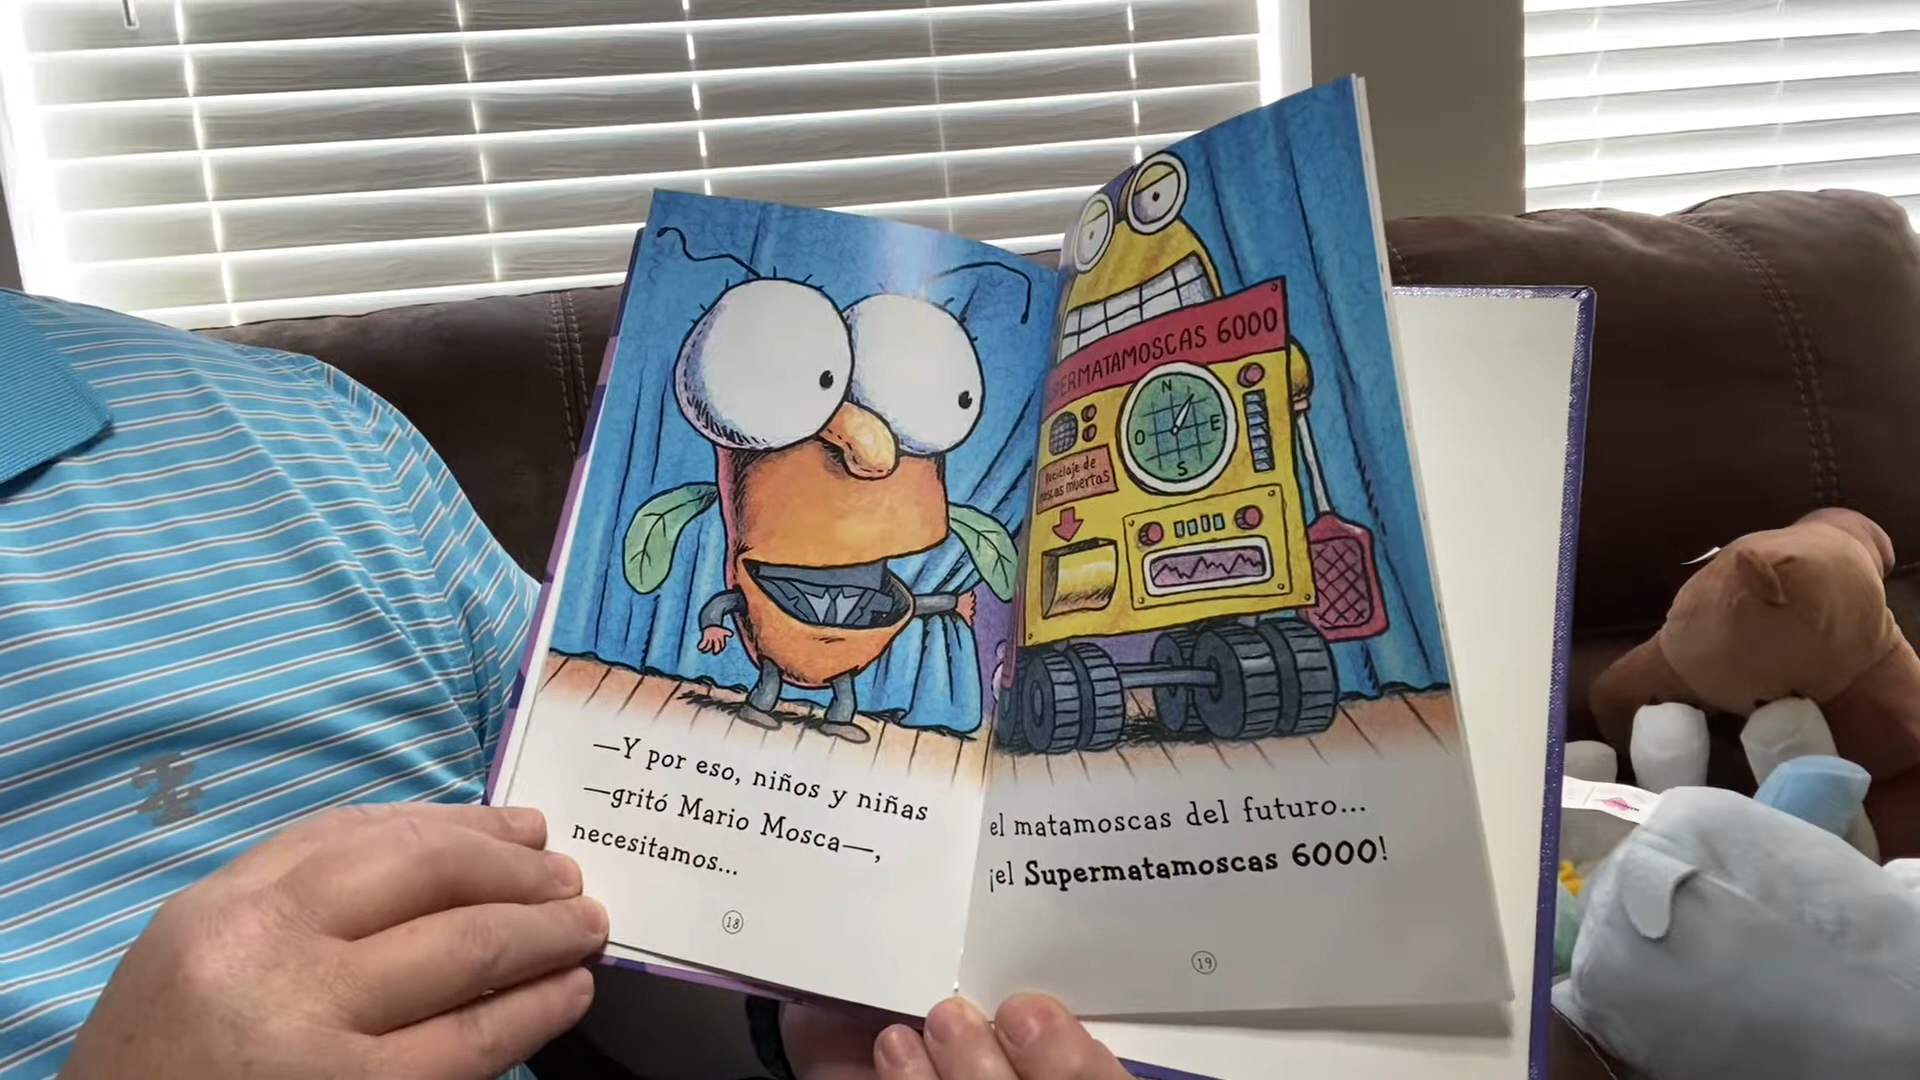 —Y por eso, niños y niñas
—gritó Mario Mosca—,
necesitamos...
18
MATAMOSCAS 6000
N
O
E
S
Reciclaje de
moscas muertas
el matamoscas del futuro...
¡el Supermatamoscas 6000!
19